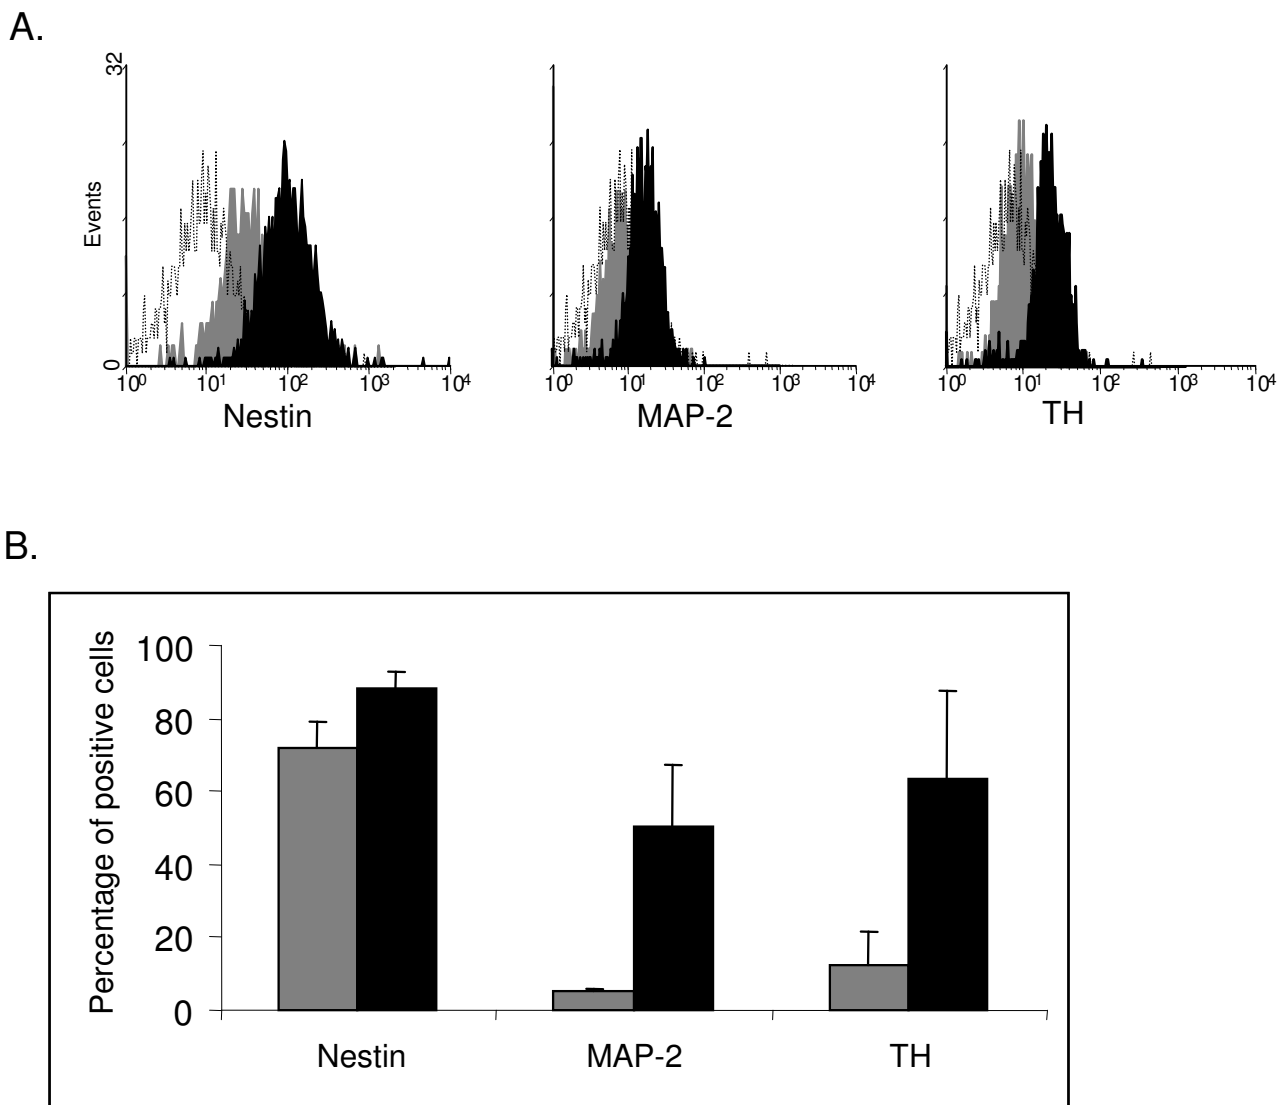 A.
32
Events
0
10⁰ 10¹ 10² 10³ 10⁴
Nestin
10⁰ 10¹ 10² 10³ 10⁴
MAP-2
10⁰ 10¹ 10² 10³ 10⁴
TH
B.
Percentage of positive cells
100
80
60
40
20
0
Nestin MAP-2 TH